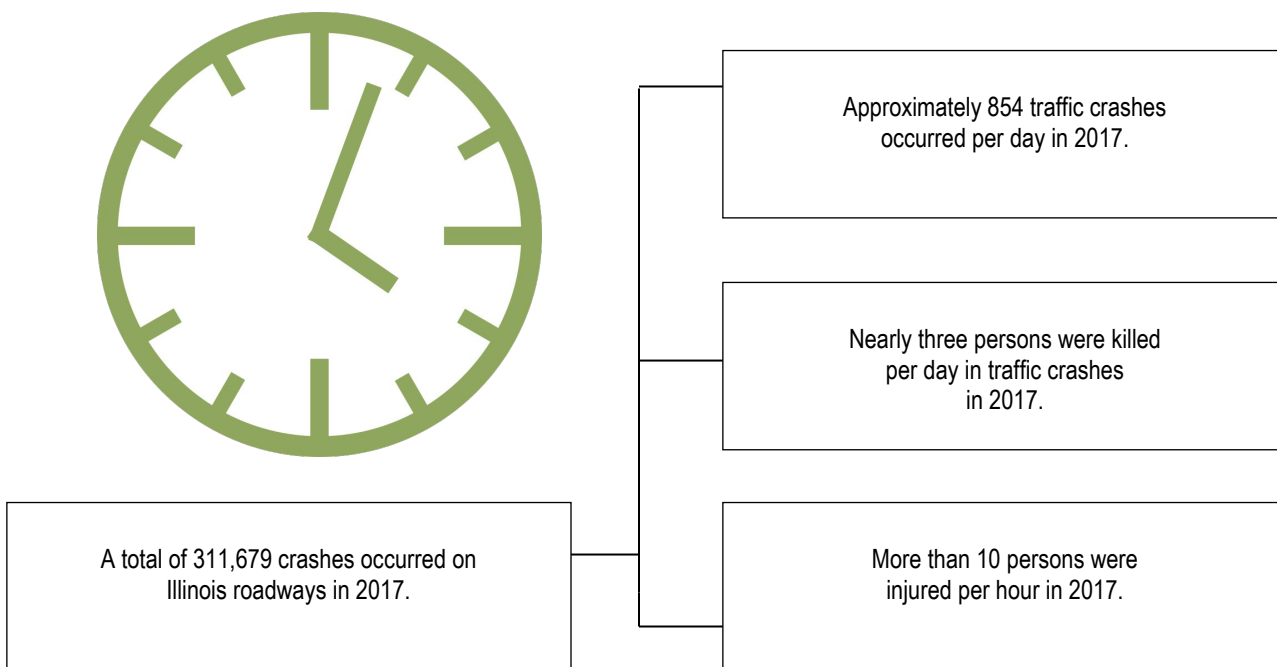 Approximately 854 traffic crashes
occurred per day in 2017.
Nearly three persons were killed
per day in traffic crashes
in 2017.
A total of 311,679 crashes occurred on
Illinois roadways in 2017.
More than 10 persons were
injured per hour in 2017.